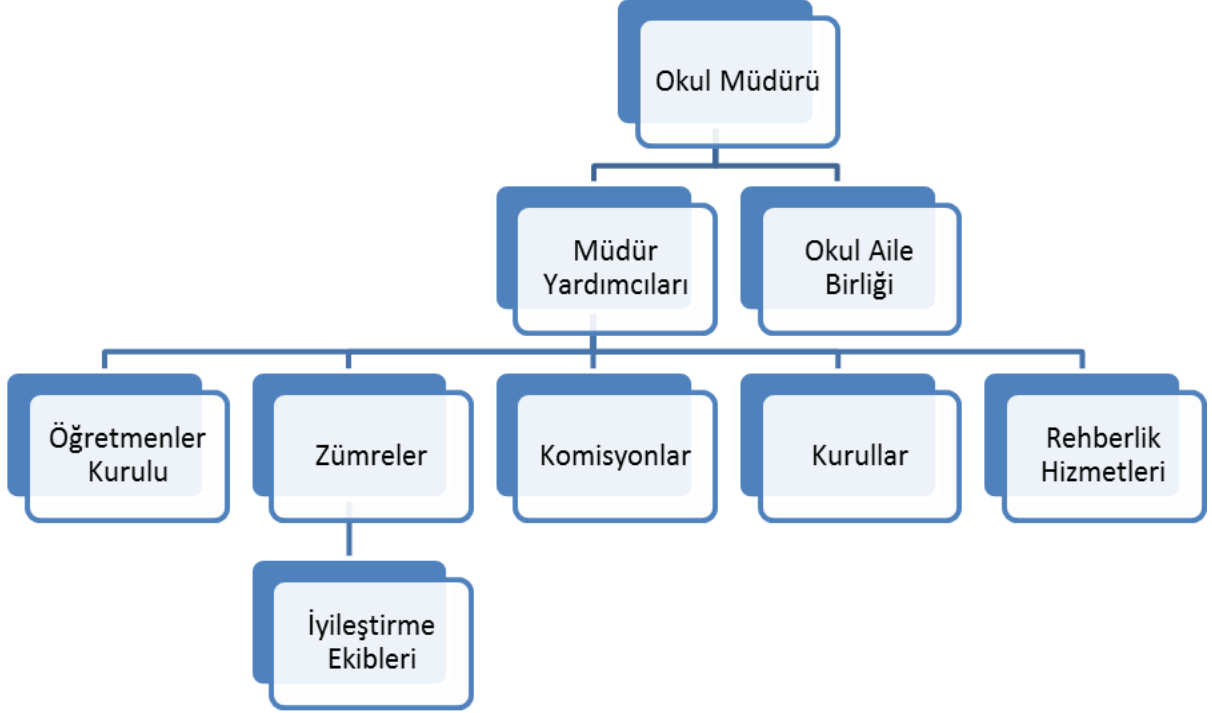 Okul Müdürü
Müdür
Yardımcıları
Okul Aile
Birliği
Öğretmenler
Kurulu
Zümreler
Komisyonlar
Kurullar
Rehberlik
Hizmetleri
İyileştirme
Ekibleri